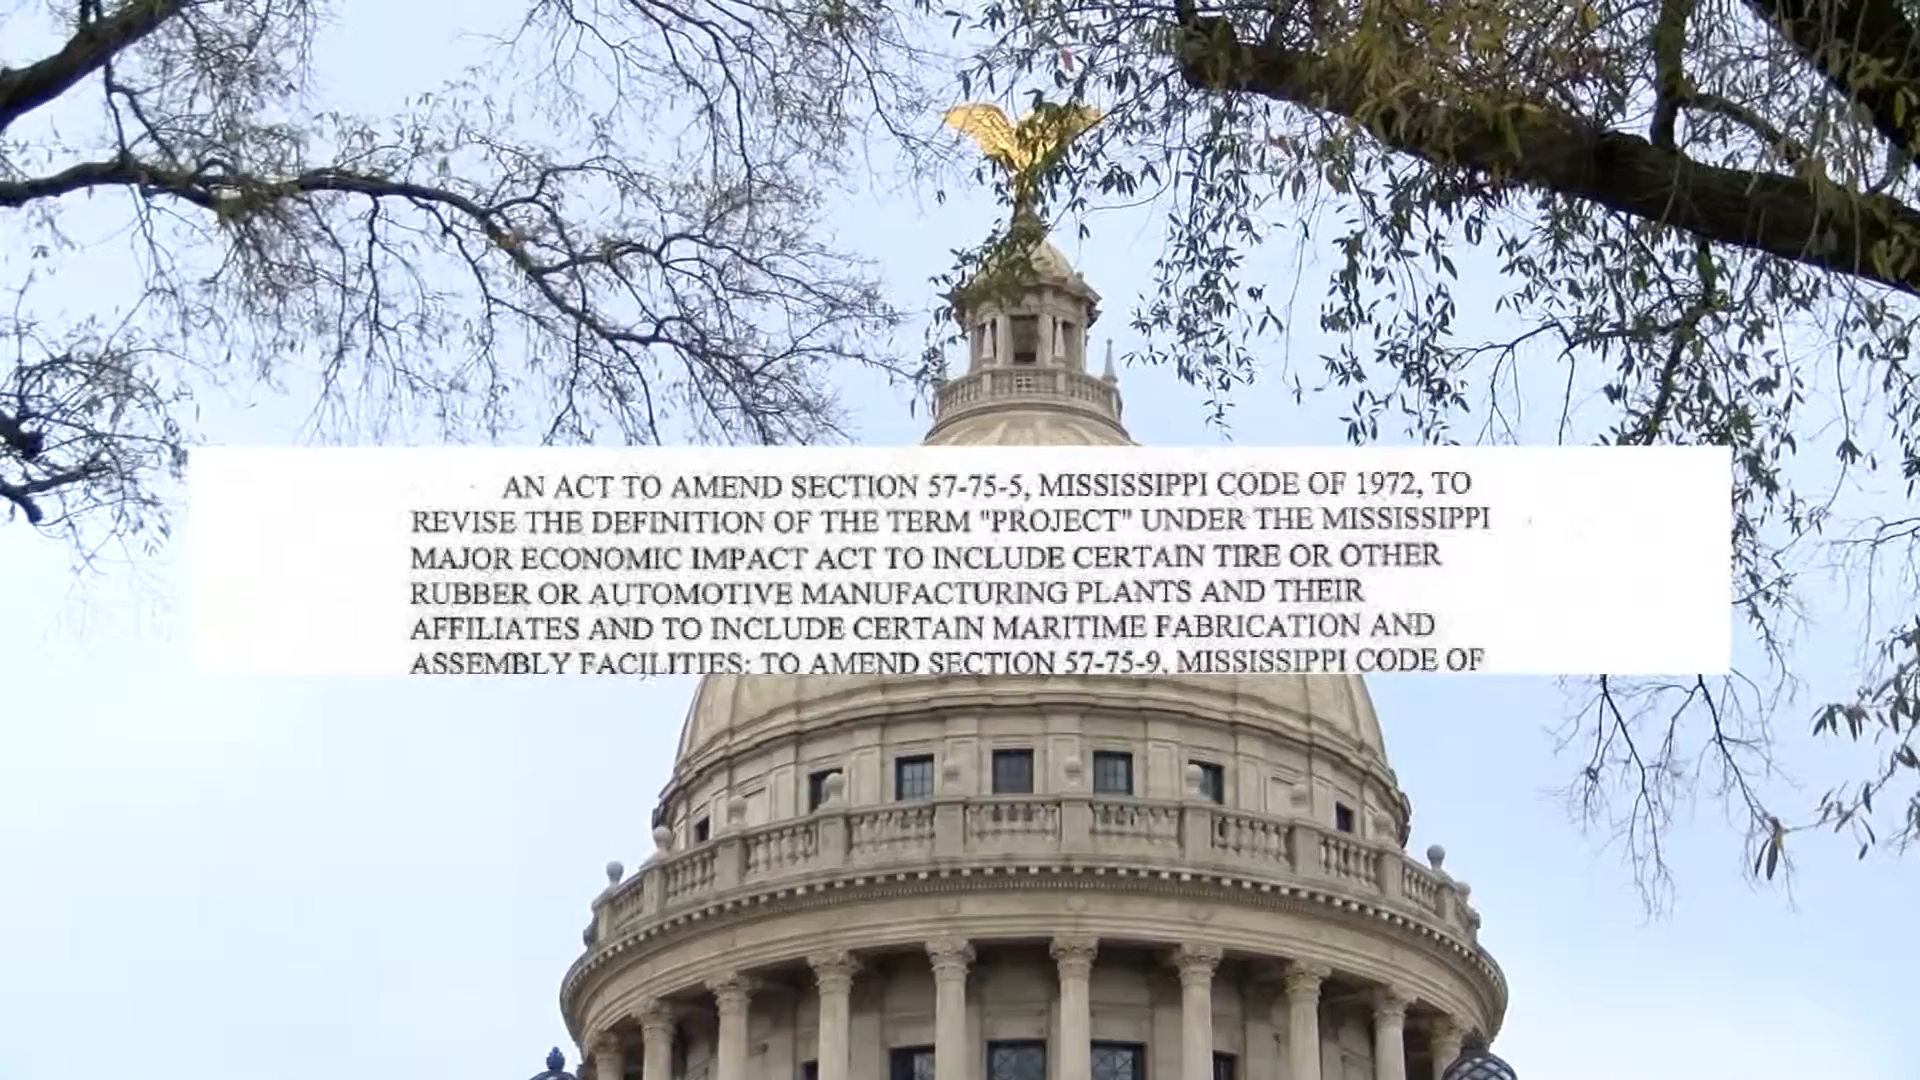 AN ACT TO AMEND SECTION 57-75-5, MISSISSIPPI CODE OF 1972, TO
REVISE THE DEFINITION OF THE TERM "PROJECT" UNDER THE MISSISSIPPI
MAJOR ECONOMIC IMPACT ACT TO INCLUDE CERTAIN TIRE OR OTHER
RUBBER OR AUTOMOTIVE MANUFACTURING PLANTS AND THEIR
AFFILIATES AND TO INCLUDE CERTAIN MARITIME FABRICATION AND
ASSEMBLY FACILITIES; TO AMEND SECTION 57-75-9, MISSISSIPPI CODE OF